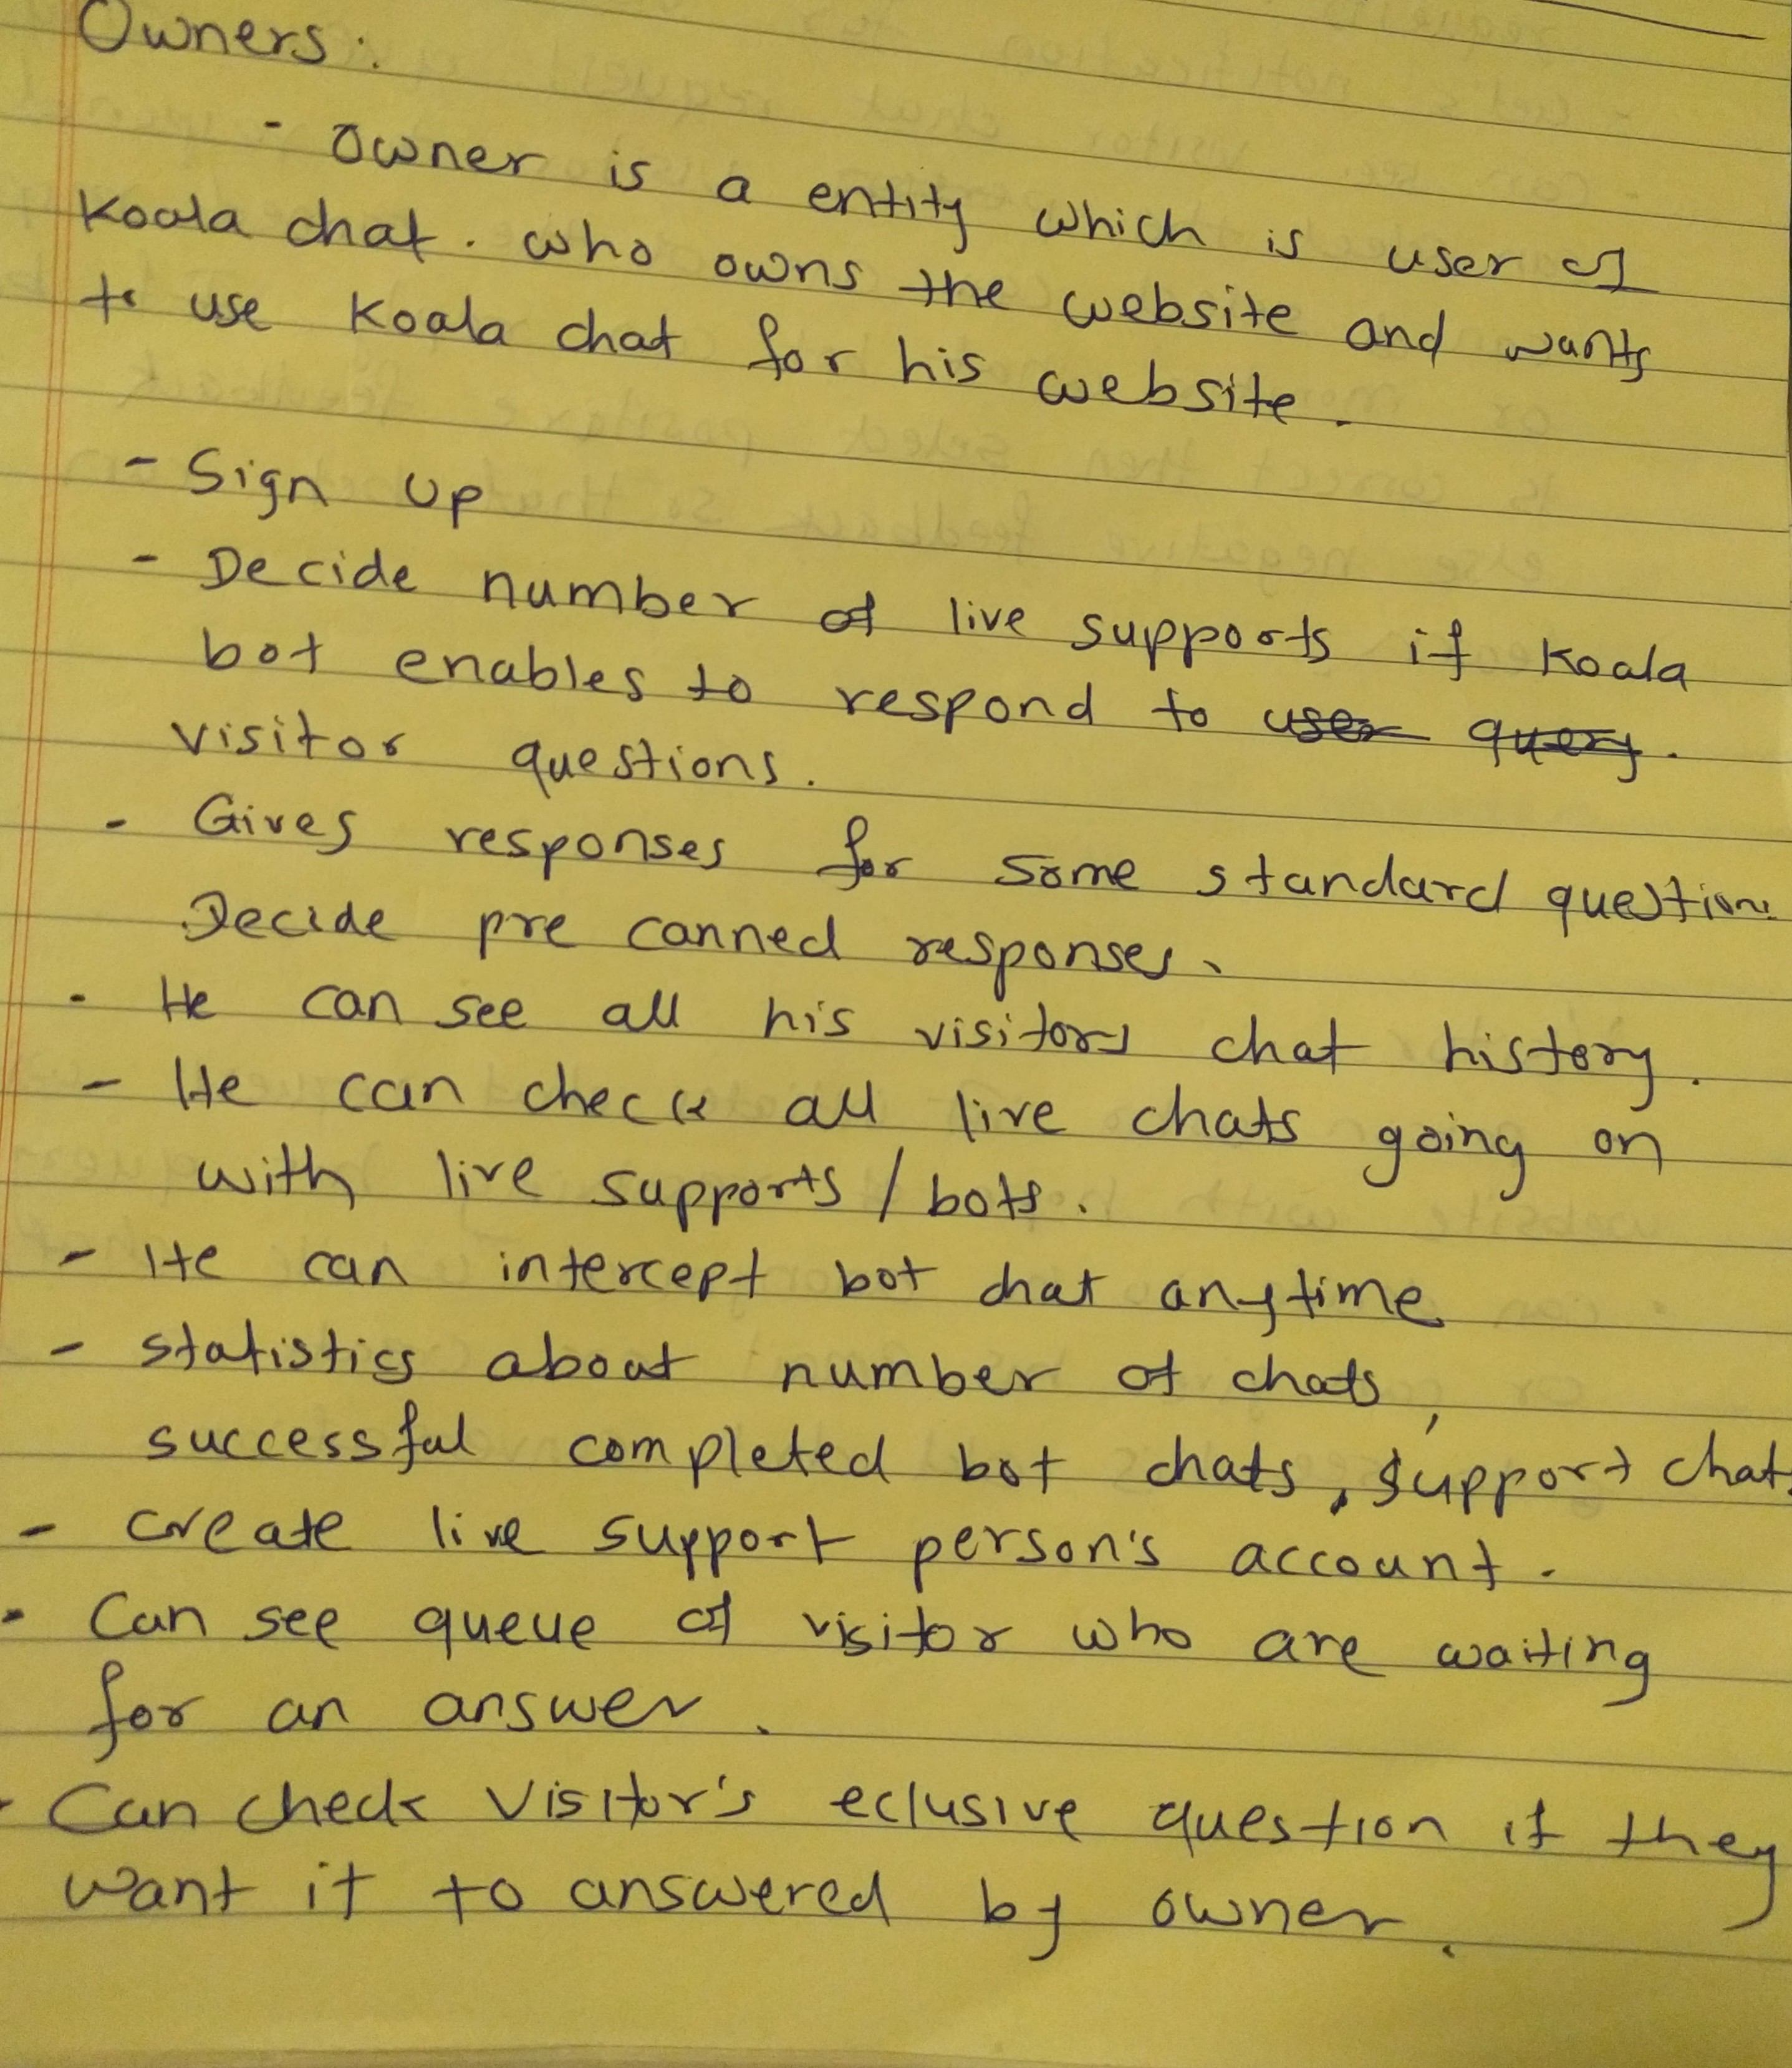 Owners:
- Owner is a entity which is user of
Koala chat. who owns the website and wants
to use Koala chat for his website.
- Sign up
- Decide number of live supports if Koala
bot enables to respond to user query.
visitor questions.
- Gives responses for some standard questions
Decide pre canned responses.
- He can see all his visitors chat history.
- He can check all live chats going on
with live supports/bots.
- He can intercept bot chat anytime
- statistics about number of chats,
successful completed bot chats, support chat.
- create live support person's account.
- Can see queue of visitor who are waiting
for an answer.
- Can check Visitor's eclusive question if they
want it to answered by owner.